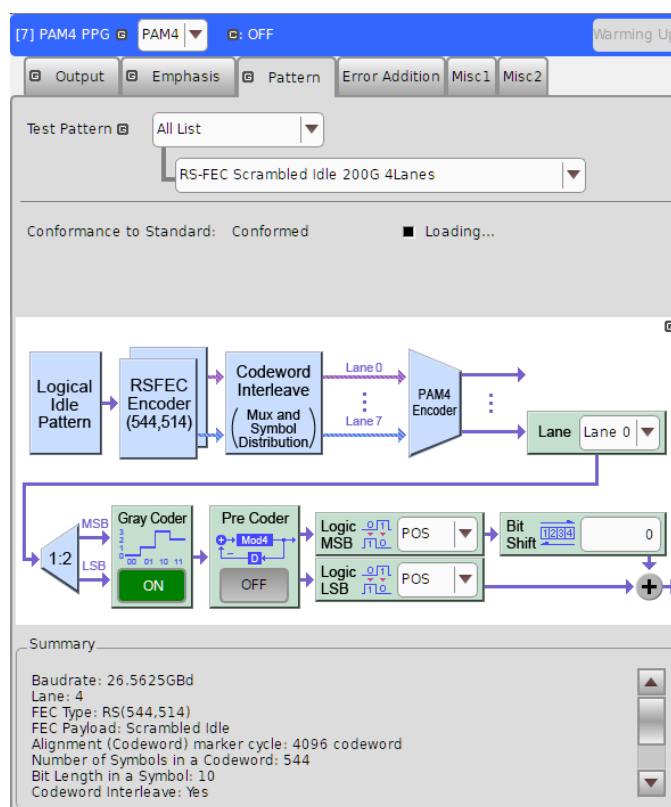 [7] PAM4 PPG G PAM4 C: OFF Warming Up
G Output G Emphasis G Pattern Error Addition Misc1 Misc2
Test Pattern G All List
RS-FEC Scrambled Idle 200G 4Lanes
Conformance to Standard: Conformed Loading...
G
Logical Idle Pattern
RSFEC Encoder (544,514)
Codeword Interleave
(Mux and Symbol Distribution)
Lane0
Lane7
PAM4 Encoder
Lane Lane 0
1:2
MSB
LSB
Gray Coder
3
2
1
0
00 01 10 11
ON
Pre Coder
Mod4
D
OFF
Logic MSB POS
Logic LSB POS
Bit Shift 1234 0
Summary
Baudrate: 26.5625GBd
Lane: 4
FEC Type: RS(544,514)
FEC Payload: Scrambled Idle
Alignment (Codeword) marker cycle: 4096 codeword
Number of Symbols in a Codeword: 544
Bit Length in a Symbol: 10
Codeword Interleave: Yes